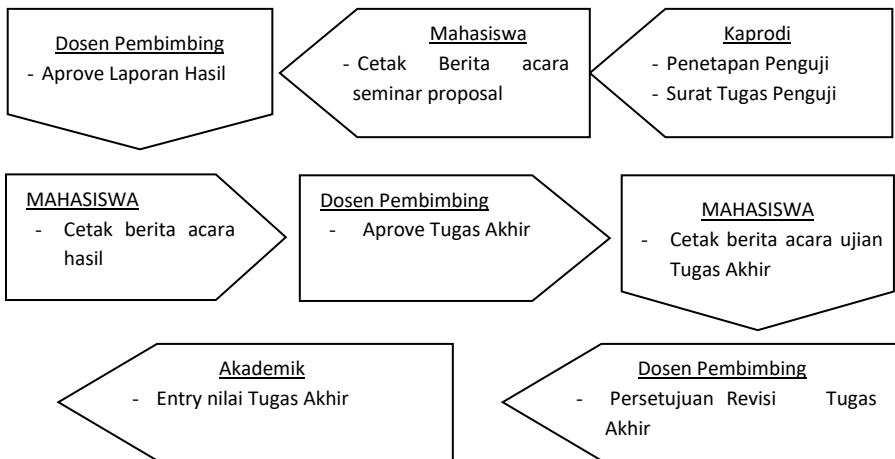 Dosen Pembimbing
- Aprove Laporan Hasil
Mahasiswa
- Cetak Berita acara
seminar proposal
Kaprodi
- Penetapan Penguji
- Surat Tugas Penguji
MAHASISWA
- Cetak berita acara
hasil
Dosen Pembimbing
- Aprove Tugas Akhir
MAHASISWA
- Cetak berita acara ujian
Tugas Akhir
Akademik
- Entry nilai Tugas Akhir
Dosen Pembimbing
- Persetujuan Revisi Tugas
Akhir